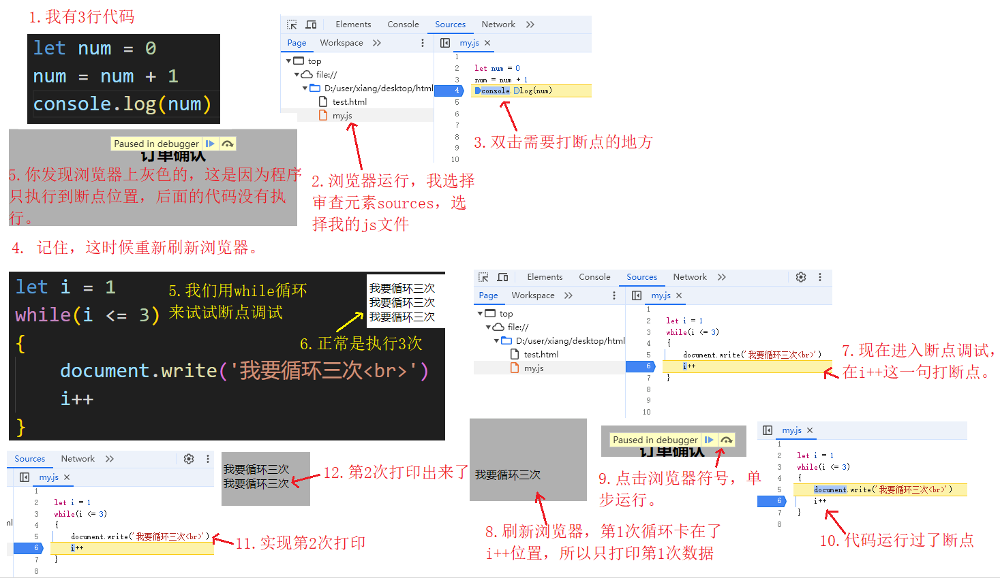 1.我有3行代码
let num = 0
num = num + 1
console.log(num)
Elements Console Sources Network
Page Workspace
my.js
top
file://
D:/user/xiang/desktop/html
test.html
my.js
1
2 let num = 0
3 num = num + 1
4 console.log(num)
5
6
7
8
9
10
3.双击需要打断点的地方
2.浏览器运行，我选择
审查元素sources，选
择我的js文件
Paused in debugger
订单确认
5.你发现浏览器上灰色的，这是因为程序
只执行到断点位置，后面的代码没有执
行。
4. 记住，这时候重新刷新浏览器。
let i = 1
while(i <= 3)
{
document.write('我要循环三次<br>')
i++
}
5.我们用while循环
来试试断点调试
我要循环三次
我要循环三次
我要循环三次
6.正常是执行3次
Elements Console Sources Network
Page Workspace
my.js
top
file://
D:/user/xiang/desktop/html
test.html
my.js
1
2 let i = 1
3 while(i <= 3)
4 {
5 document.write('我要循环三次<br>')
6 i++
7 }
8
9
10
7.现在进入断点调试，
在i++这一句打断点。
我要循环三次
8.刷新浏览器，第1次循环卡在了
i++位置，所以只打印第1次数据
Paused in debugger
订单确认
9.点击浏览器符号，单
步运行。
my.js
1
2 let i = 1
3 while(i <= 3)
4 {
5 document.write('我要循环三次<br>')
6 i++
7 }
8
10.代码运行过了断点
Sources Network
my.js
nl
1
2 let i = 1
3 while(i <= 3)
4 {
5 document.write('我要循环三次<br>')
6 i++
7 }
8
11.实现第2次打印
我要循环三次
我要循环三次
12.第2次打印出来了